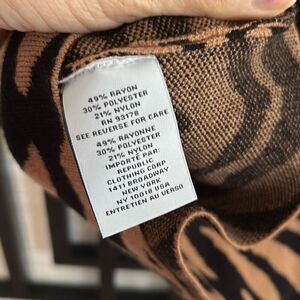 49% RAYON
30% POLYESTER
21% NYLON
RN 93178
SEE REVERSE FOR CARE
49% RAYONNE
30% POLYESTER
21% NYLON
IMPORTÉ PAR:
REPUBLIC
CLOTHING CORP
1411 BROADWAY
NEW YORK
NY 10018 USA
ENTRETIEN AU VERSO